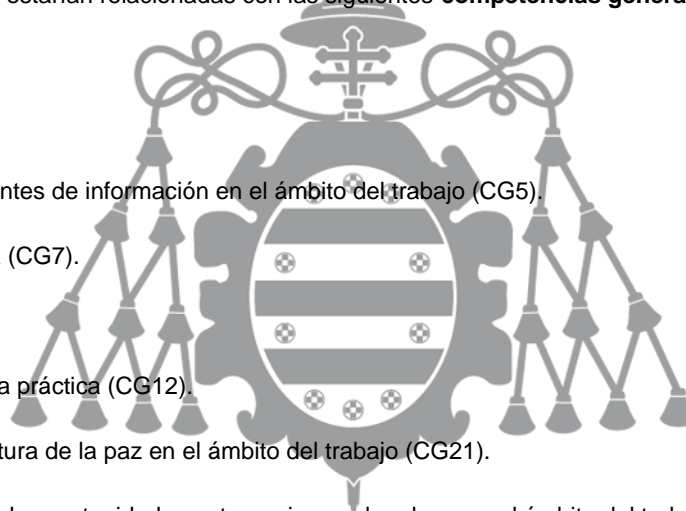 estarían relacionadas con las siguientes competencias genera
ntes de información en el ámbito del trabajo (CG5).
(CG7).
a práctica (CG12).
tura de la paz en el ámbito del trabajo (CG21).